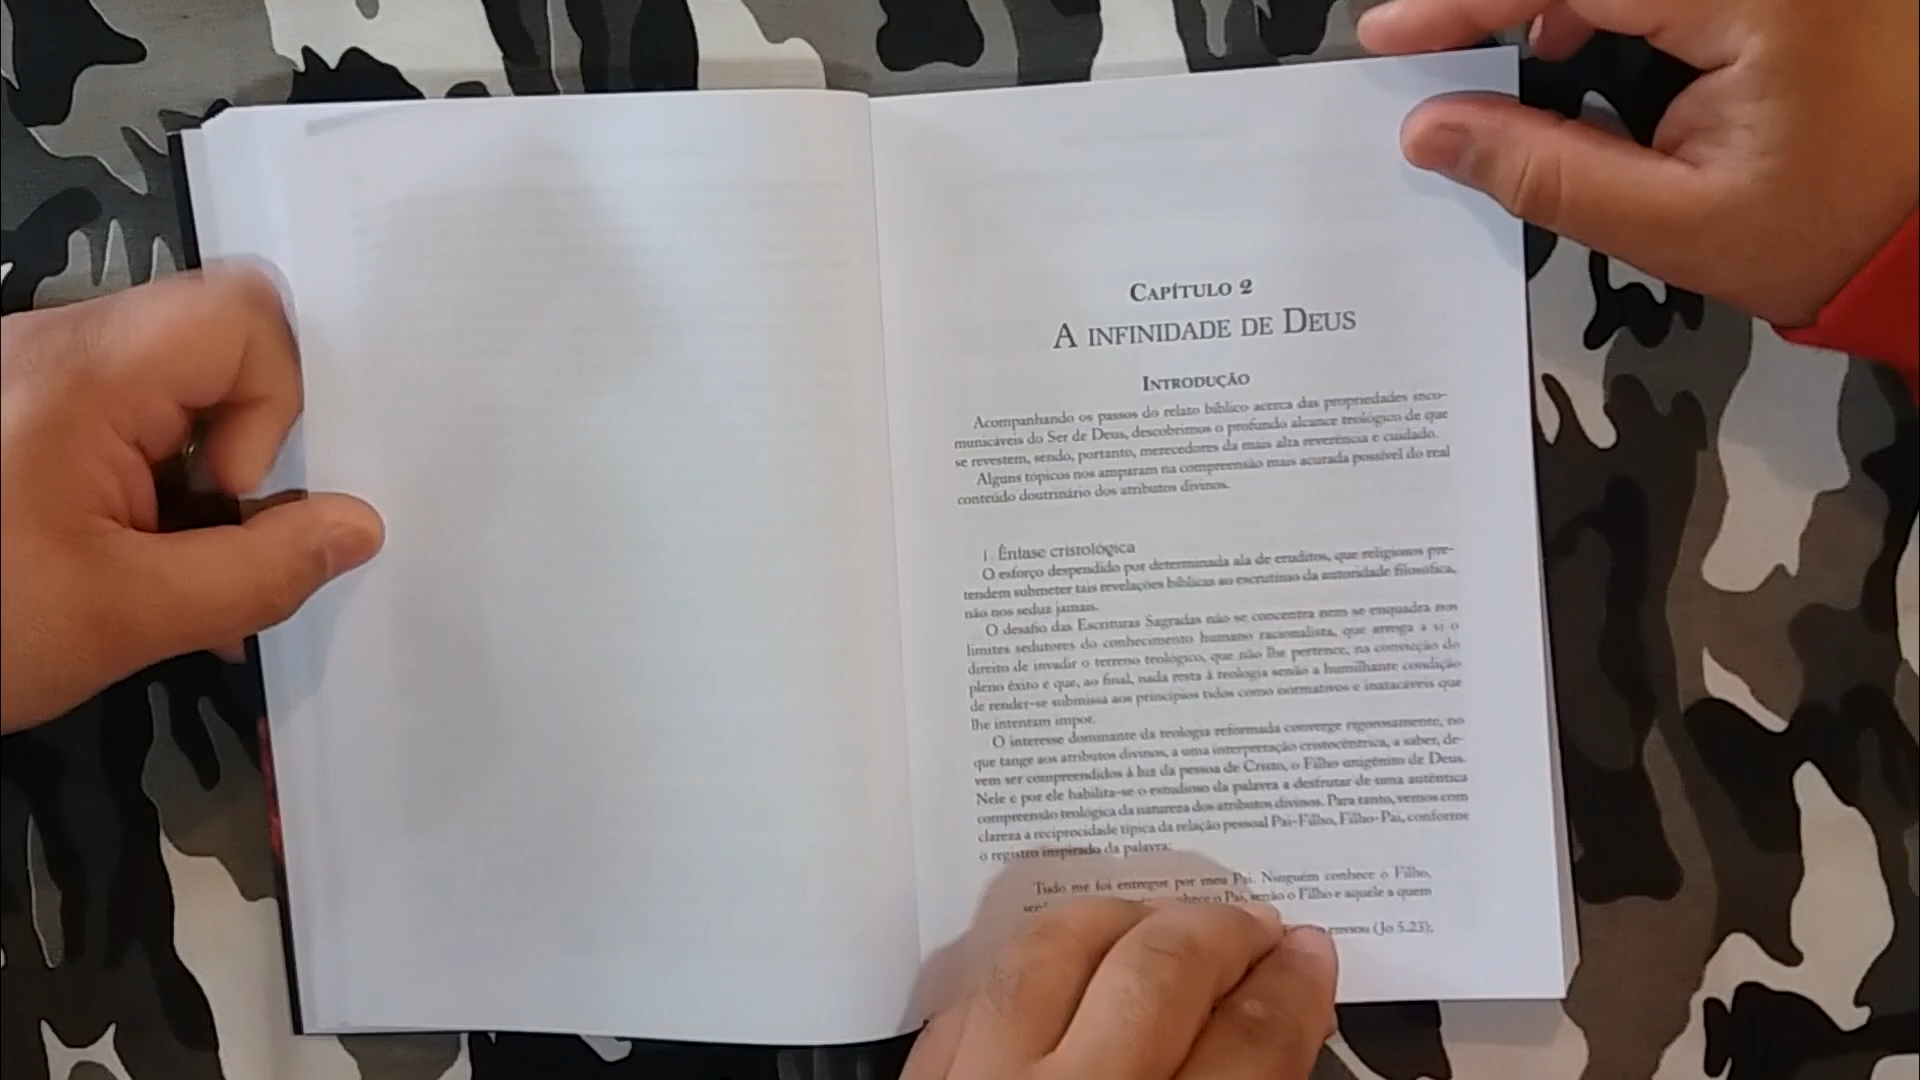 CAPÍTULO 2
A INFINIDADE DE DEUS
INTRODUÇÃO
Acompanhando os passos do relato bíblico acerca das propriedades inco-
municáveis do Ser de Deus, descobrimos o profundo alcance teológico de que
se revestem, sendo, portanto, merecedores da mais alta reverência e cuidado.
Alguns tópicos nos amparam na compreensão mais acurada possível do real
conteúdo doutrinário dos atributos divinos.
1. Ênfase cristológica
O esforço despendido por determinada ala de eruditos, que religiosos pre-
tendem submeter tais revelações bíblicas ao escrutínio da autoridade filosófica,
não nos seduz jamais.
O desafio das Escrituras Sagradas não se concentra nem se enquadra nos
limites sedutores do conhecimento humano racionalista, que arroga a si o
direito de invadir o terreno teológico, que não lhe pertence, na convicção do
pleno êxito e que, ao final, nada resta à teologia senão a humilhante condição
de render-se submissa aos princípios tidos como normativos e inatacáveis que
lhe intentam impor.
O interesse dominante da teologia reformada converge rigorosamente, no
que tange aos atributos divinos, a uma interpretação cristocêntrica, a saber, de-
vem ser compreendidos à luz da pessoa de Cristo, o Filho unigênito de Deus.
Nele e por ele habilita-se o estudioso da palavra a desfrutar de uma autêntica
compreensão teológica da natureza dos atributos divinos. Para tanto, vemos com
clareza a reciprocidade típica da relação pessoal Pai-Filho, Filho-Pai, conforme
o registro inspirado da palavra:
Tudo me foi entregue por meu Pai. Ninguém conhece o Filho,
o Pai, senão o Filho e aquele a quem
enviou (Jo 5.23);